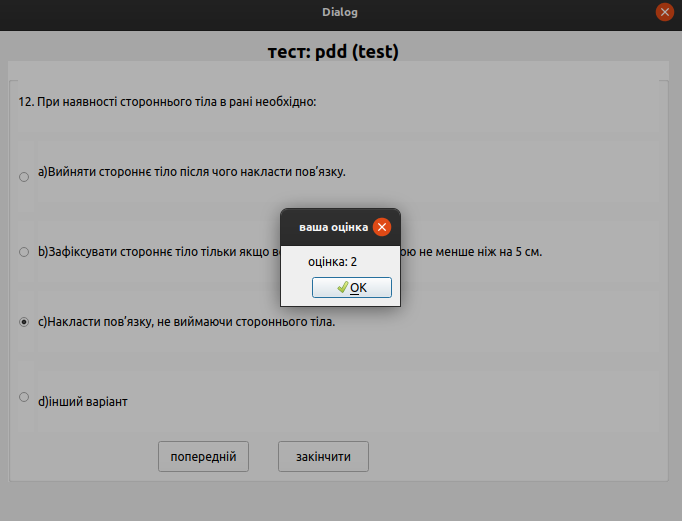 Dialog
тест: pdd (test)
12. При наявності стороннього тіла в рані необхідно:
a)Вийняти стороннє тіло після чого накласти пов’язку.
ваша оцінка
b)Зафіксувати стороннє тіло тільки якщо во ою не менше ніж на 5 см.
оцінка: 2
OK
c)Накласти пов’язку, не виймаючи стороннього тіла.
d)інший варіант
попередній закінчити